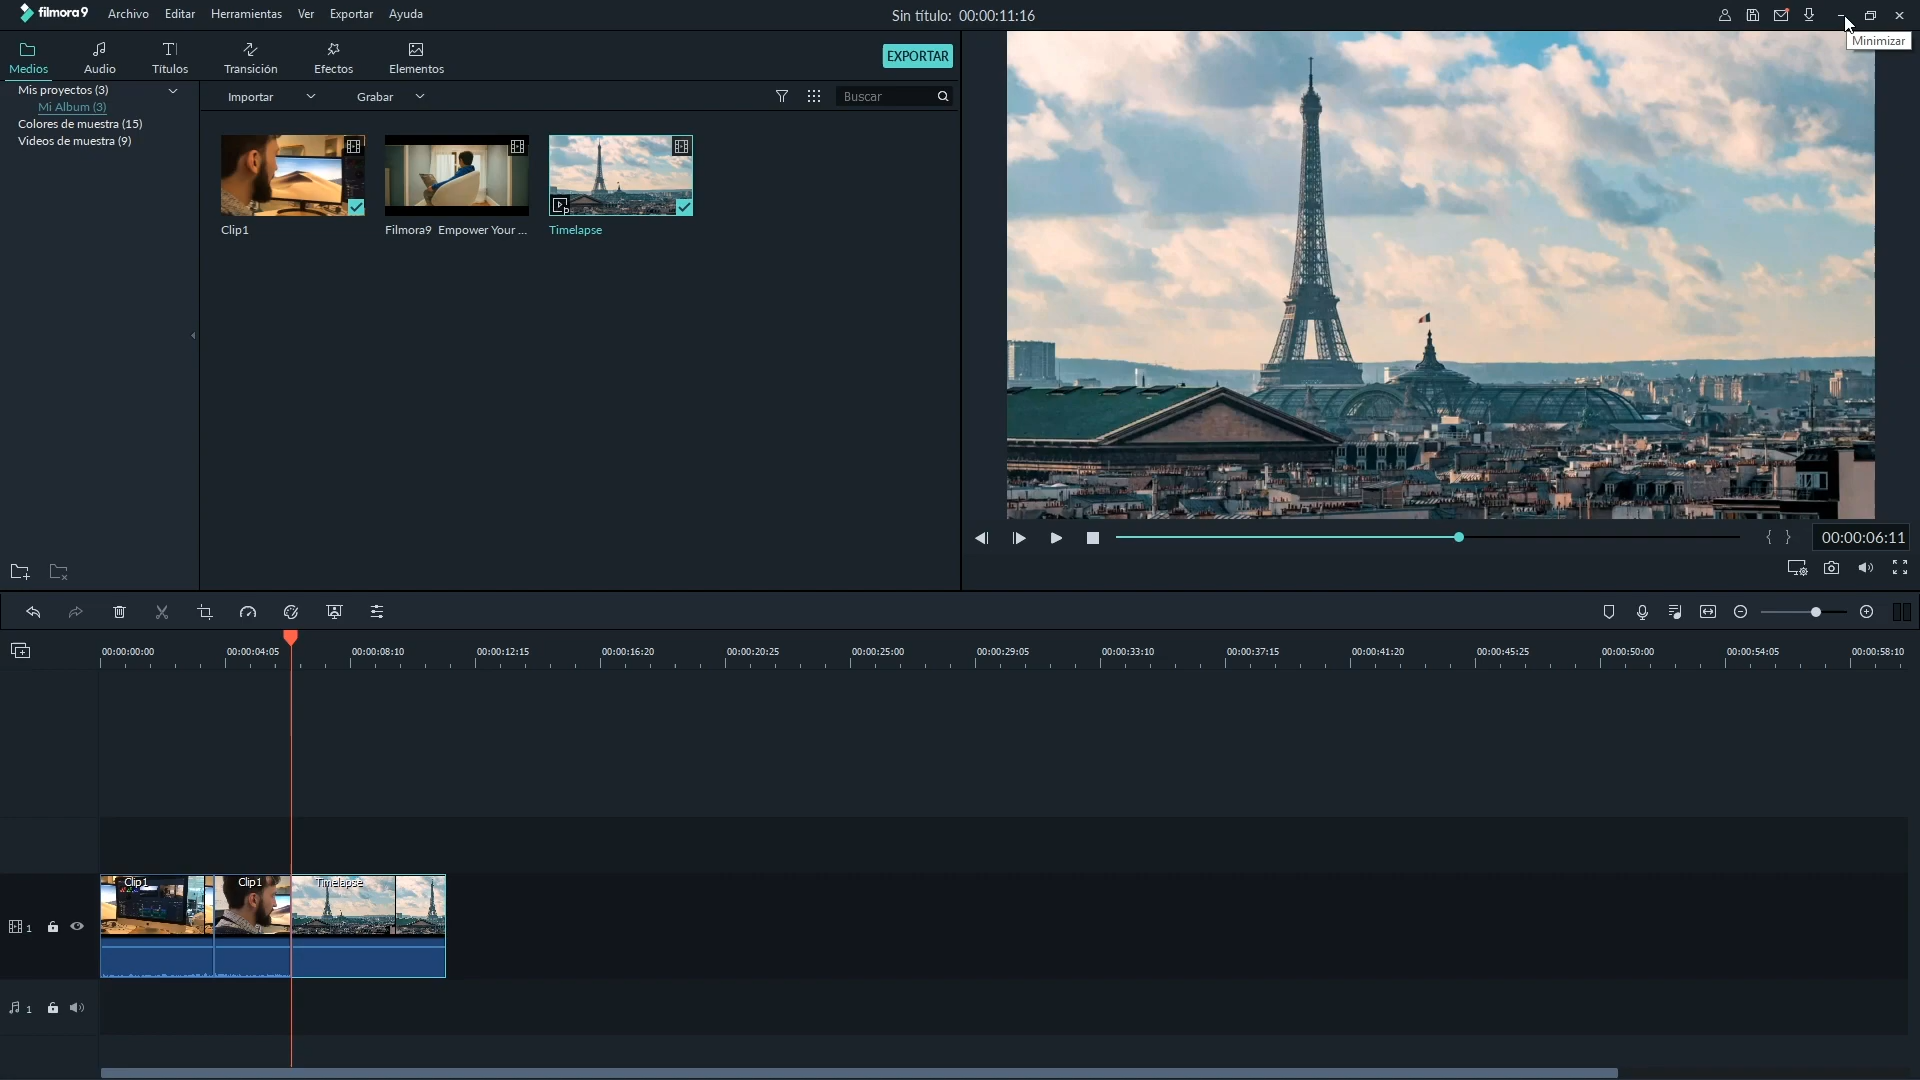 filmora9 Archivo Editar Herramientas Ver Exportar Ayuda
Sin título: 00:00:11:16
Minimizar
Medios Audio Títulos Transición Efectos Elementos
EXPORTAR
Mis proyectos (3)
Mi Album (3)
Colores de muestra (15)
Videos de muestra (9)
Importar Grabar Buscar
Clip1 Filmora9 Empower Your ... Timelapse
00:00:06:11
00:00:00:00 00:00:04:05 00:00:08:10 00:00:12:15 00:00:16:20 00:00:20:25 00:00:25:00 00:00:29:05 00:00:33:10 00:00:37:15 00:00:41:20 00:00:45:25 00:00:50:00 00:00:54:05 00:00:58:10
Clip1 Clip1 Timelapse
1
1